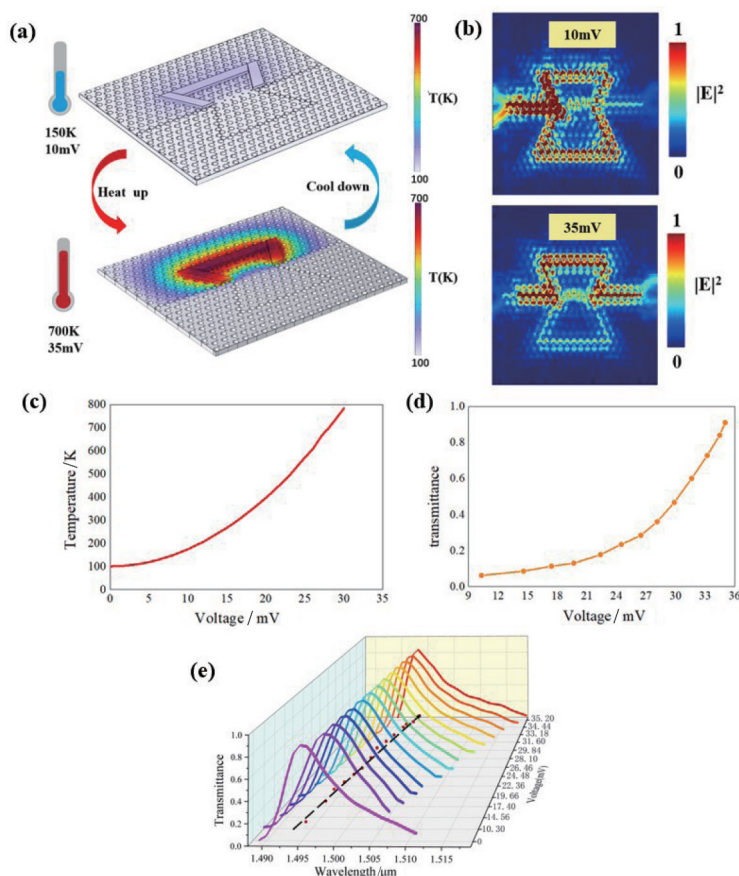 (a)
150K
10mV
Heat up
Cool down
700K
35mV
700
T(K)
100
700
T(K)
100
(b)
10mV
1
|E|²
0
35mV
1
|E|²
0
(c)
800
700
600
500
400
300
200
100
0
Temperature/K
0 5 10 15 20 25 30 35
Voltage / mV
(d)
1.0
0.8
0.6
0.4
0.2
0.0
transmittance
9 12 15 18 21 24 27 30 33 36
Voltage / mV
(e)
1.0
0.8
0.6
0.4
0.2
0.0
Transmittance
1.490 1.495 1.500 1.505 1.510 1.515
Wavelength/μm
35.20
34.44
33.18
31.60
29.84
28.10
26.46
24.48
22.36
19.66
17.40
14.56
10.30
0
Voltage(mV)